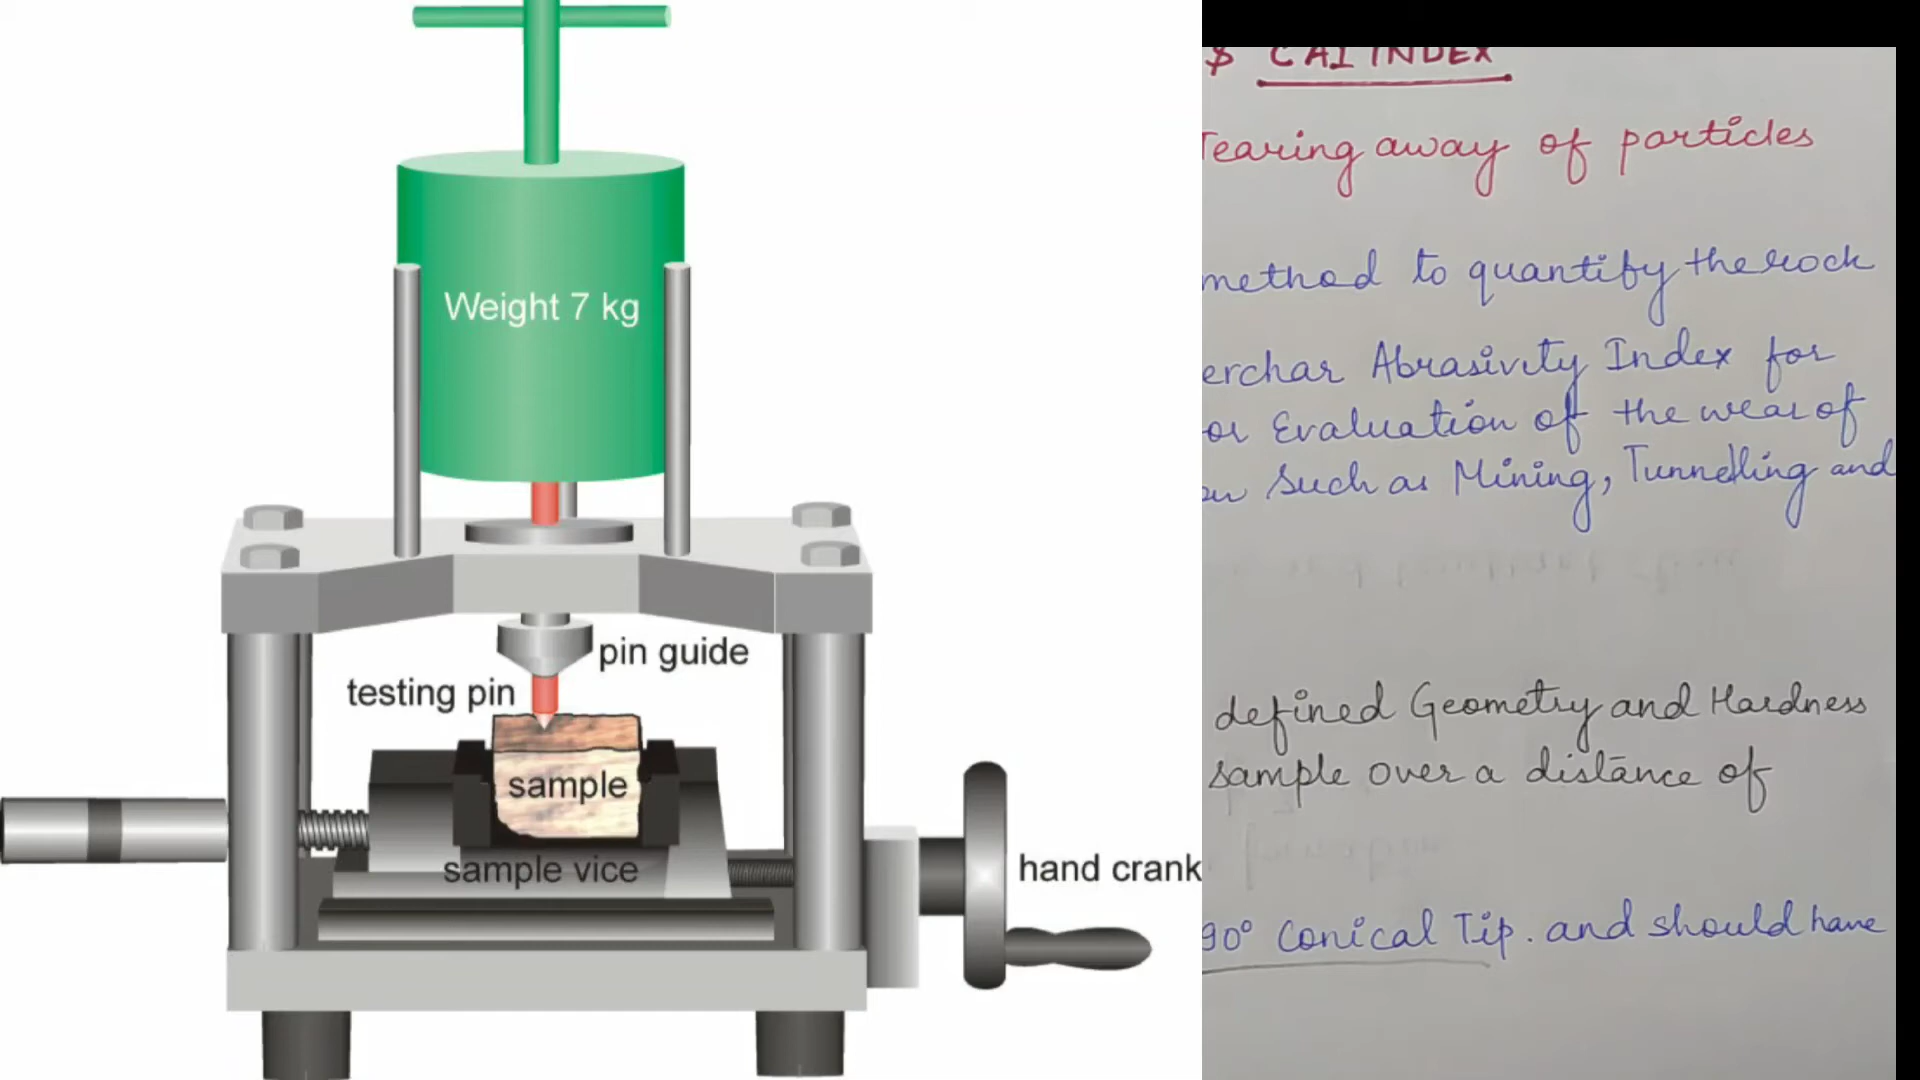 Weight 7 kg
pin guide
testing pin
sample
sample vice
hand crank
$ CAI INDEX
Tearing away of particles
method to quantify the rock
erchar Abrasivity Index for
or Evaluation of the wear of
such as Mining, Tunnelling and
defined Geometry and Hardness
sample over a distance of
90° Conical Tip. and should have